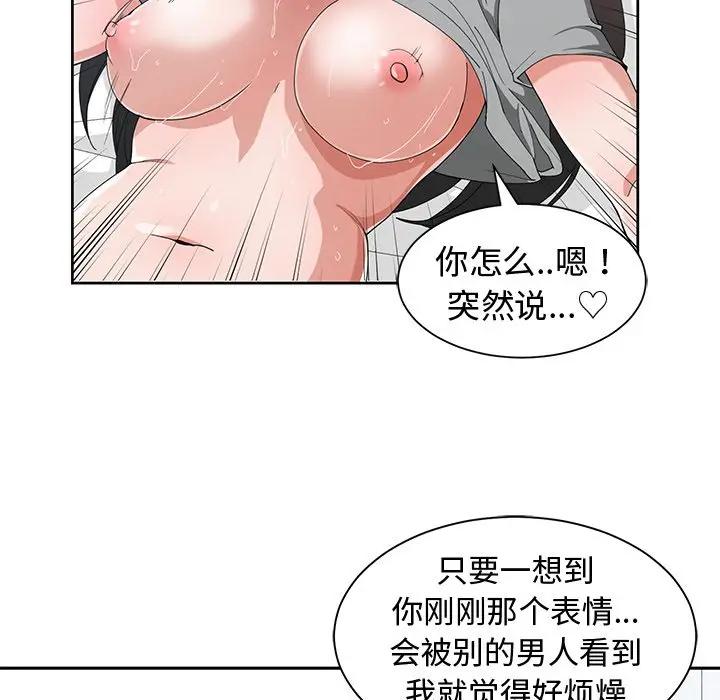 你怎么..嗯！
突然说...♡
只要一想到
你刚刚那个表情...
会被别的男人看到
我就觉得好烦燥